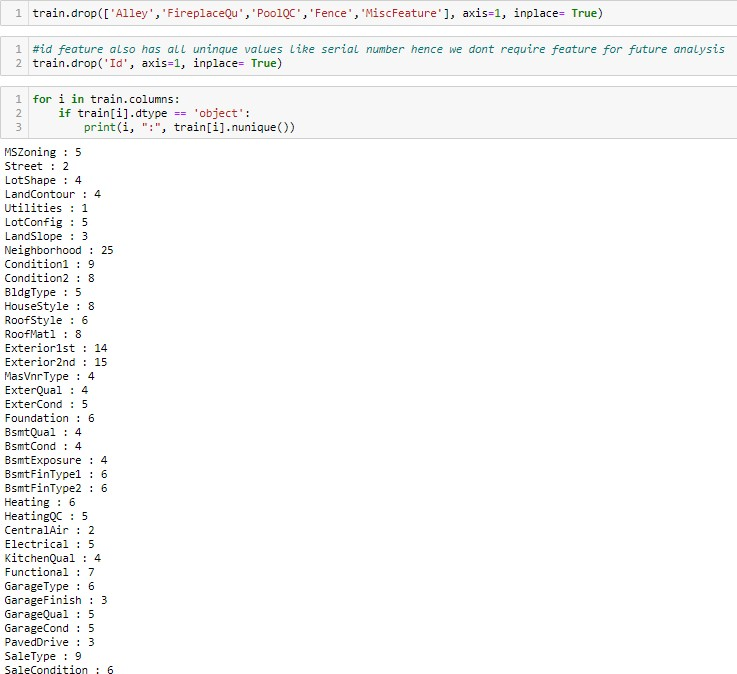 1 train.drop(['Alley','FireplaceQu','PoolQC','Fence','MiscFeature'], axis=1, inplace= True)
1 #id feature also has all uninque values like serial number hence we dont require feature for future analysis
2 train.drop('Id', axis=1, inplace= True)
1 for i in train.columns:
2     if train[i].dtype == 'object':
3         print(i, ":", train[i].nunique())
MSZoning : 5
Street : 2
LotShape : 4
LandContour : 4
Utilities : 1
LotConfig : 5
LandSlope : 3
Neighborhood : 25
Condition1 : 9
Condition2 : 8
BldgType : 5
HouseStyle : 8
RoofStyle : 6
RoofMatl : 8
Exterior1st : 14
Exterior2nd : 15
MasVnrType : 4
ExterQual : 4
ExterCond : 5
Foundation : 6
BsmtQual : 4
BsmtCond : 4
BsmtExposure : 4
BsmtFinType1 : 6
BsmtFinType2 : 6
Heating : 6
HeatingQC : 5
CentralAir : 2
Electrical : 5
KitchenQual : 4
Functional : 7
GarageType : 6
GarageFinish : 3
GarageQual : 5
GarageCond : 5
PavedDrive : 3
SaleType : 9
SaleCondition : 6